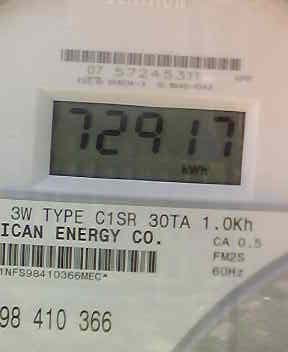 07 57245311
72917
kWh
3W TYPE C1SR 30TA 1.0Kh
ICAN ENERGY CO.
CA 0.5
FM2S
60Hz
1NFS98410366MEC*
98 410 366